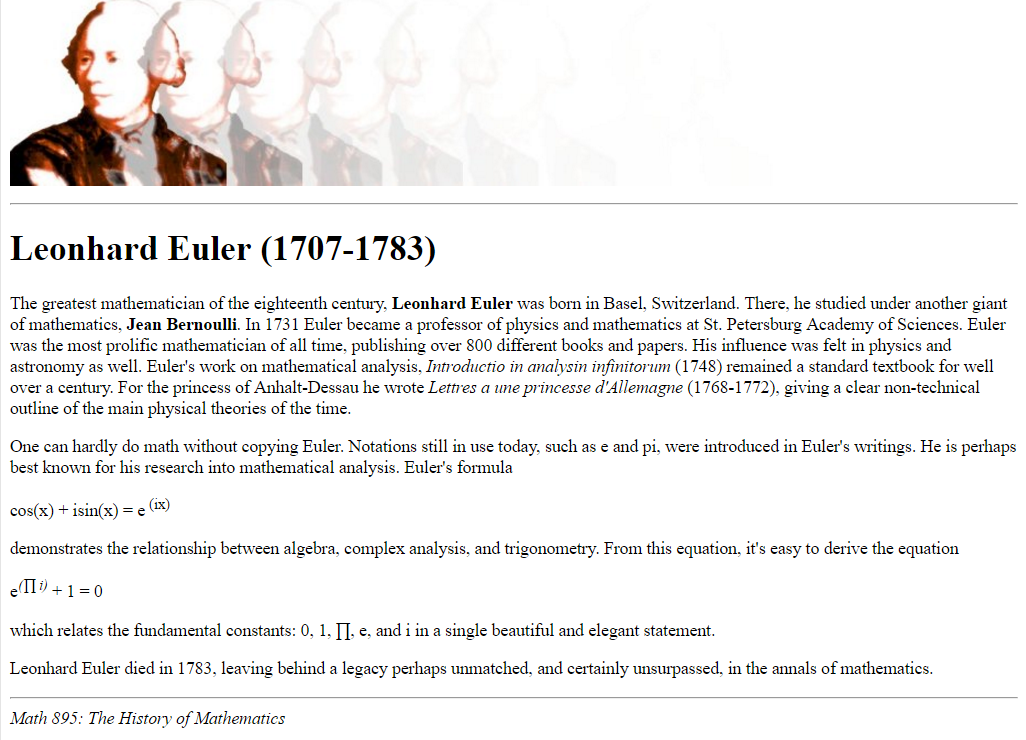 Leonhard Euler (1707-1783)
The greatest mathematician of the eighteenth century, Leonhard Euler was born in Basel, Switzerland. There, he studied under another giant
of mathematics, Jean Bernoulli. In 1731 Euler became a professor of physics and mathematics at St. Petersburg Academy of Sciences. Euler
was the most prolific mathematician of all time, publishing over 800 different books and papers. His influence was felt in physics and
astronomy as well. Euler's work on mathematical analysis, Introductio in analysin infinitorum (1748) remained a standard textbook for well
over a century. For the princess of Anhalt-Dessau he wrote Lettres a une princesse d'Allemagne (1768-1772), giving a clear non-technical
outline of the main physical theories of the time.
One can hardly do math without copying Euler. Notations still in use today, such as e and pi, were introduced in Euler's writings. He is perhaps
best known for his research into mathematical analysis. Euler's formula
cos(x) + isin(x) = e (ix)
demonstrates the relationship between algebra, complex analysis, and trigonometry. From this equation, it's easy to derive the equation
e(∏ i) + 1 = 0
which relates the fundamental constants: 0, 1, ∏, e, and i in a single beautiful and elegant statement.
Leonhard Euler died in 1783, leaving behind a legacy perhaps unmatched, and certainly unsurpassed, in the annals of mathematics.
Math 895: The History of Mathematics